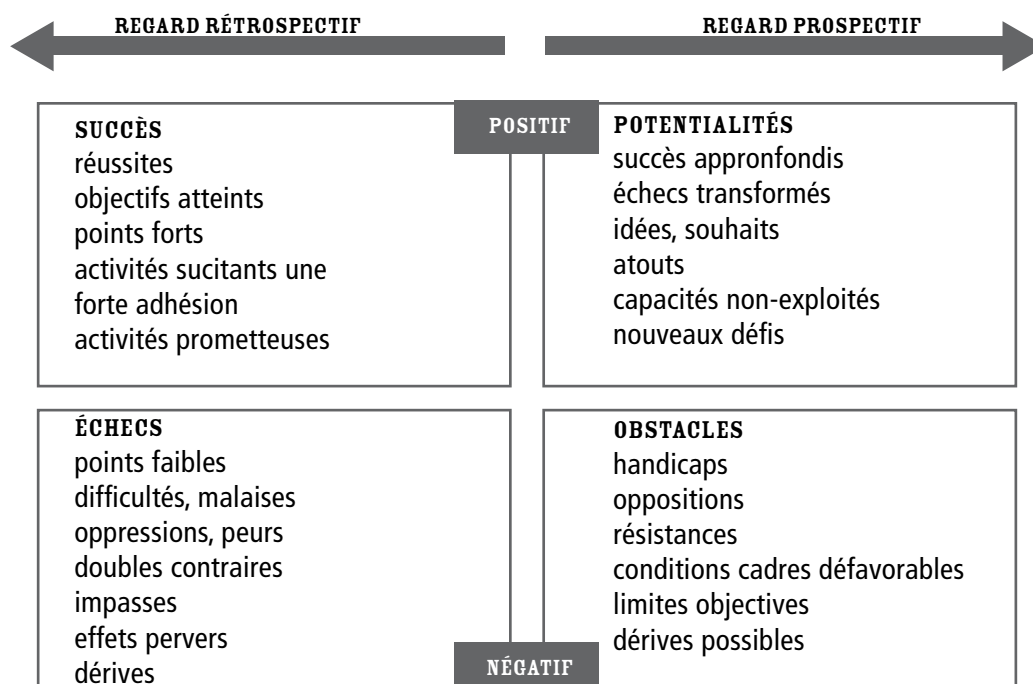 REGARD RÉTROSPECTIF
REGARD PROSPECTIF
POSITIF
SUCCÈS
réussites
objectifs atteints
points forts
activités sucitants une
forte adhésion
activités prometteuses
POTENTIALITÉS
succès appronfondis
échecs transformés
idées, souhaits
atouts
capacités non-exploités
nouveaux défis
ÉCHECS
points faibles
difficultés, malaises
oppressions, peurs
doubles contraires
impasses
effets pervers
dérives
OBSTACLES
handicaps
oppositions
résistances
conditions cadres défavorables
limites objectives
dérives possibles
NÉGATIF